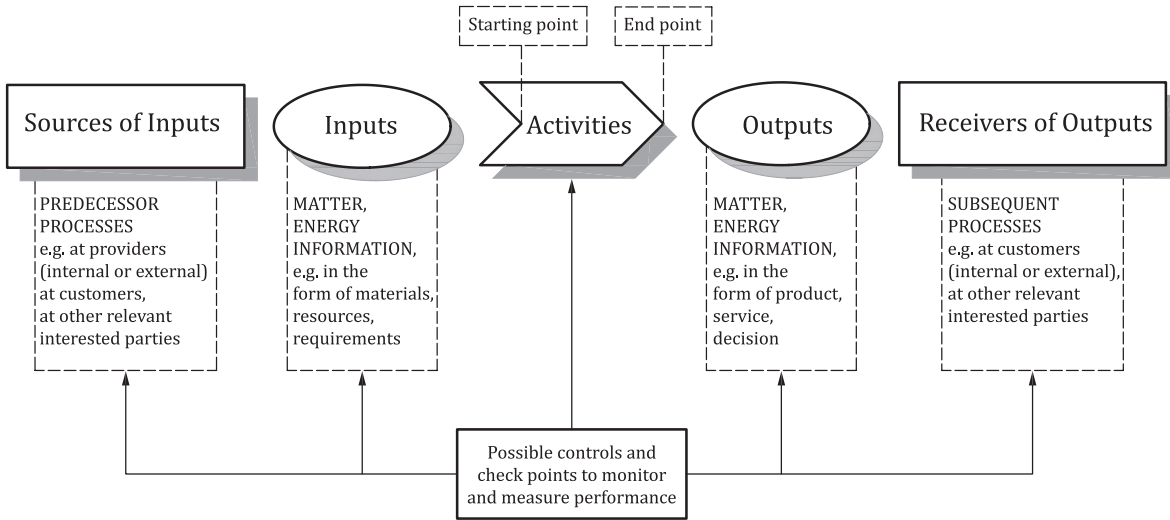 Starting point
End point
Sources of Inputs
Inputs
Activities
Outputs
Receivers of Outputs
PREDECESSOR
PROCESSES
e.g. at providers
(internal or external)
at customers,
at other relevant
interested parties
MATTER,
ENERGY
INFORMATION,
e.g. in the
form of materials,
resources,
requirements
MATTER,
ENERGY
INFORMATION,
e.g. in the
form of product,
service,
decision
SUBSEQUENT
PROCESSES
e.g. at customers
(internal or external),
at other relevant
interested parties
Possible controls and
check points to monitor
and measure performance